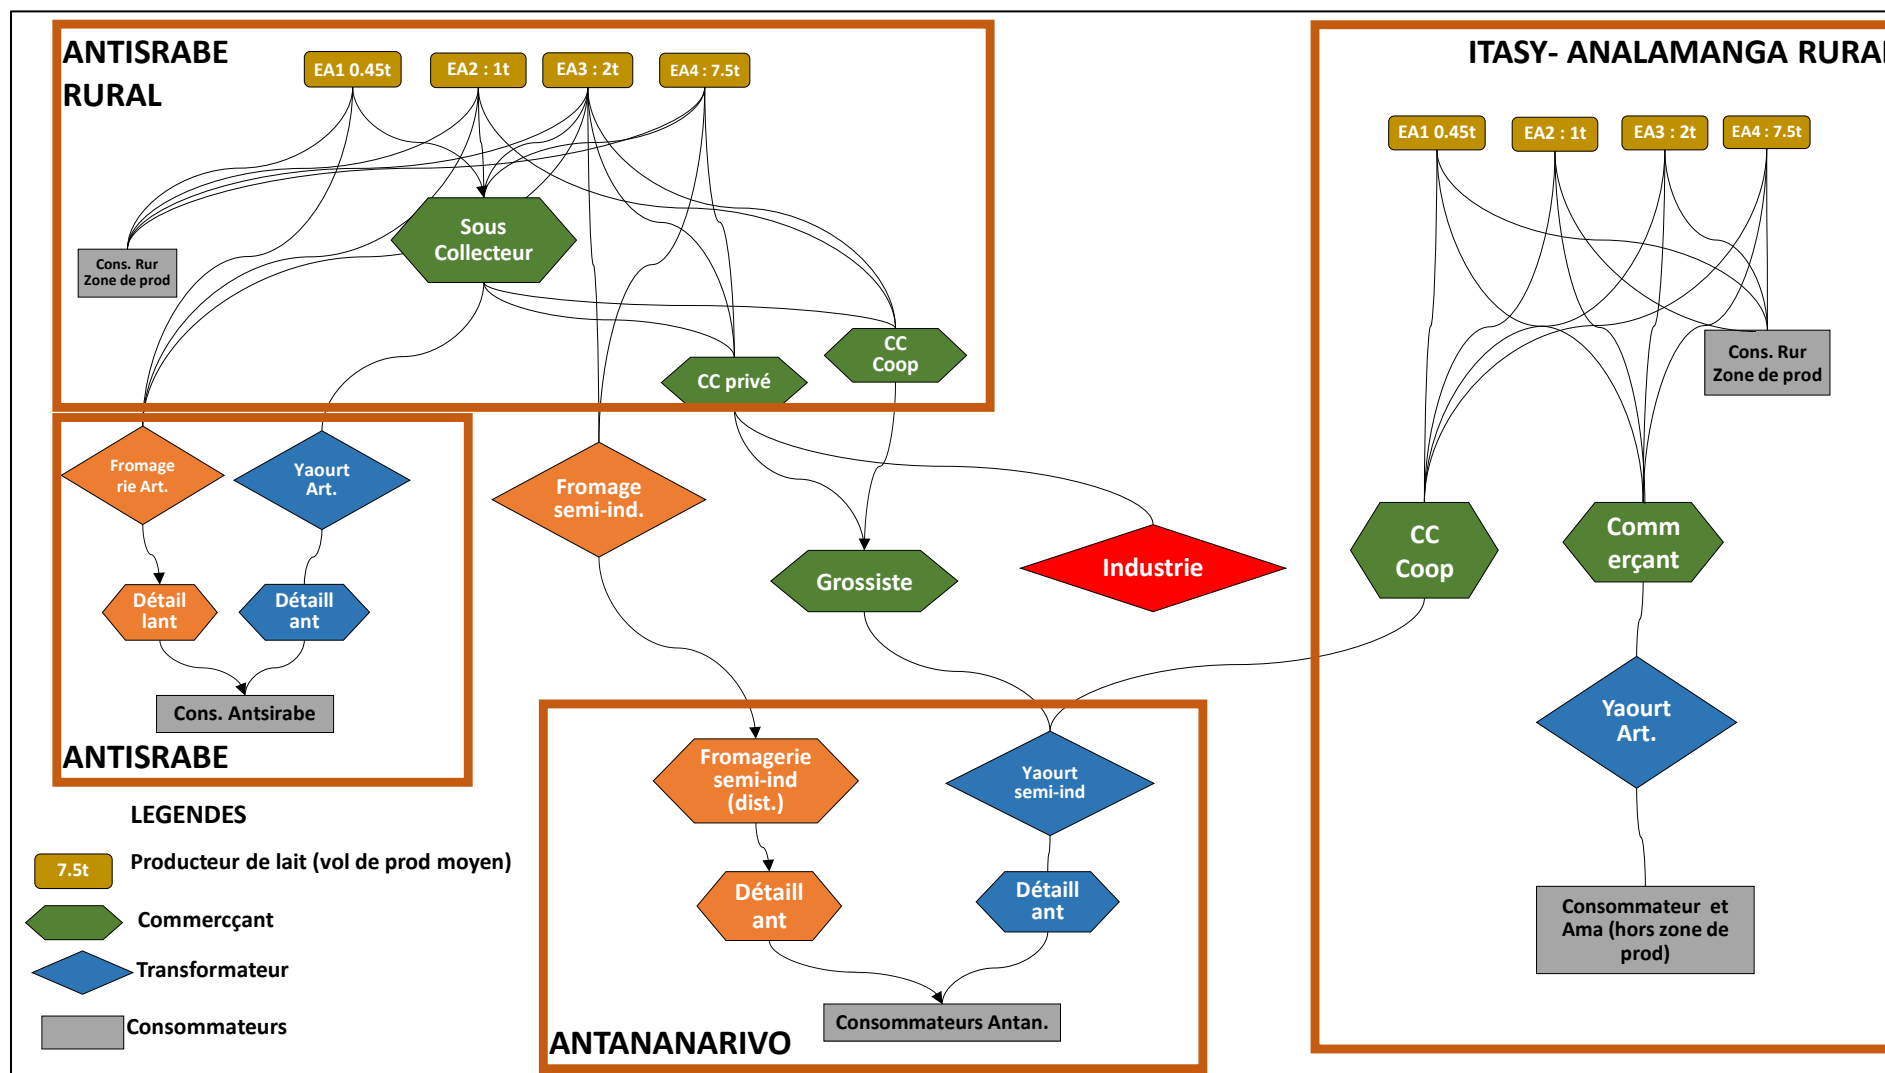 ANTISRABE
RURAL
EA1 0.45t
EA2 : 1t
EA3 : 2t
EA4 : 7.5t
Sous
Collecteur
Cons. Rur
Zone de prod
CC
Coop
CC privé
ITASY- ANALAMANGA RURAL
EA1 0.45t
EA2 : 1t
EA3 : 2t
EA4 : 7.5t
Cons. Rur
Zone de prod
CC
Coop
Comm
erçant
Yaourt
Art.
Consommateur et
Ama (hors zone de
prod)
Fromage
rie Art.
Yaourt
Art.
Détail
lant
Détaill
ant
Cons. Antsirabe
ANTISRABE
Fromage
semi-ind.
Grossiste
Industrie
Fromagerie
semi-ind
(dist.)
Yaourt
semi-ind
Détaill
ant
Détaill
ant
Consommateurs Antan.
ANTANANARIVO
LEGENDES
7.5t
Producteur de lait (vol de prod moyen)
Commercçant
Transformateur
Consommateurs